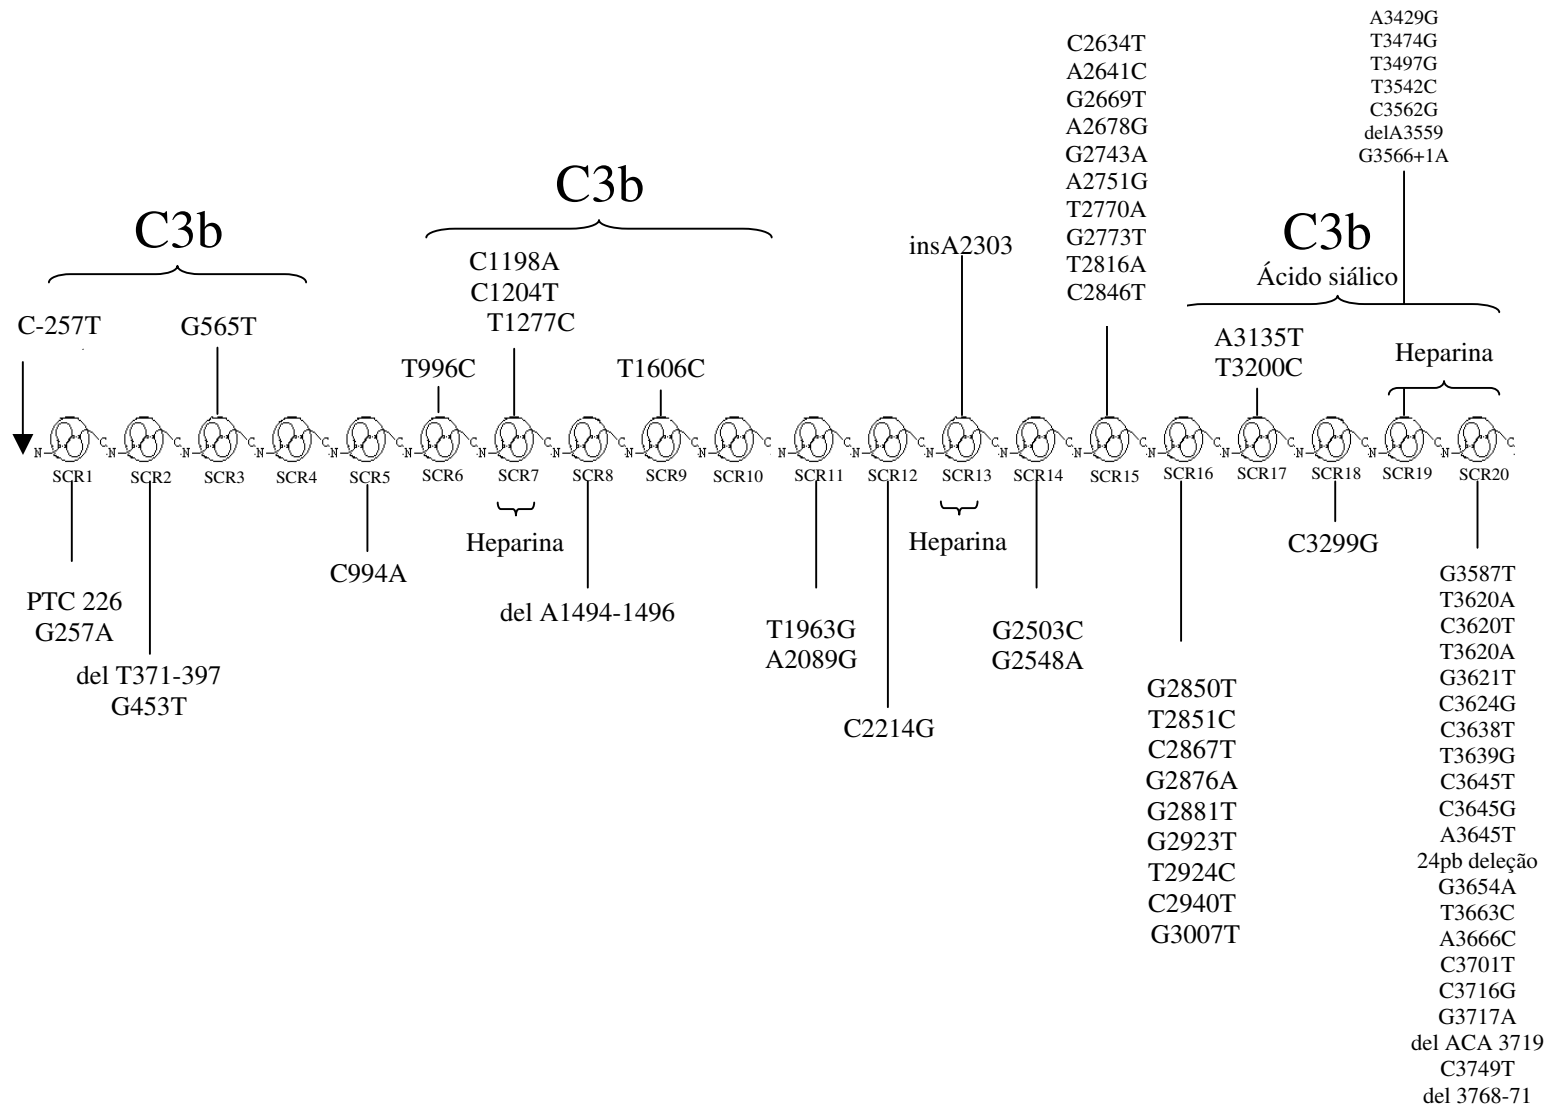 A3429G
T3474G
T3497G
T3542C
C3562G
delA3559
G3566+1A
C2634T
A2641C
G2669T
A2678G
G2743A
A2751G
T2770A
G2773T
T2816A
C2846T
C3b
C3b
C3b
Ácido siálico
insA2303
C1198A
C1204T
T1277C
C-257T
G565T
T996C
T1606C
A3135T
T3200C
Heparina
N C N C N C N C N C N C N C N C N C N C N C N C N C N C N C N C N C N C N C N C
SCR1 SCR2 SCR3 SCR4 SCR5 SCR6 SCR7 SCR8 SCR9 SCR10 SCR11 SCR12 SCR13 SCR14 SCR15 SCR16 SCR17 SCR18 SCR19 SCR20
Heparina
Heparina
PTC 226
G257A
del T371-397
G453T
C994A
del A1494-1496
T1963G
A2089G
C2214G
G2503C
G2548A
G2850T
T2851C
C2867T
G2876A
G2881T
G2923T
T2924C
C2940T
G3007T
C3299G
G3587T
T3620A
C3620T
T3620A
G3621T
C3624G
C3638T
T3639G
C3645T
C3645G
A3645T
24pb deleção
G3654A
T3663C
A3666C
C3701T
C3716G
G3717A
del ACA 3719
C3749T
del 3768-71